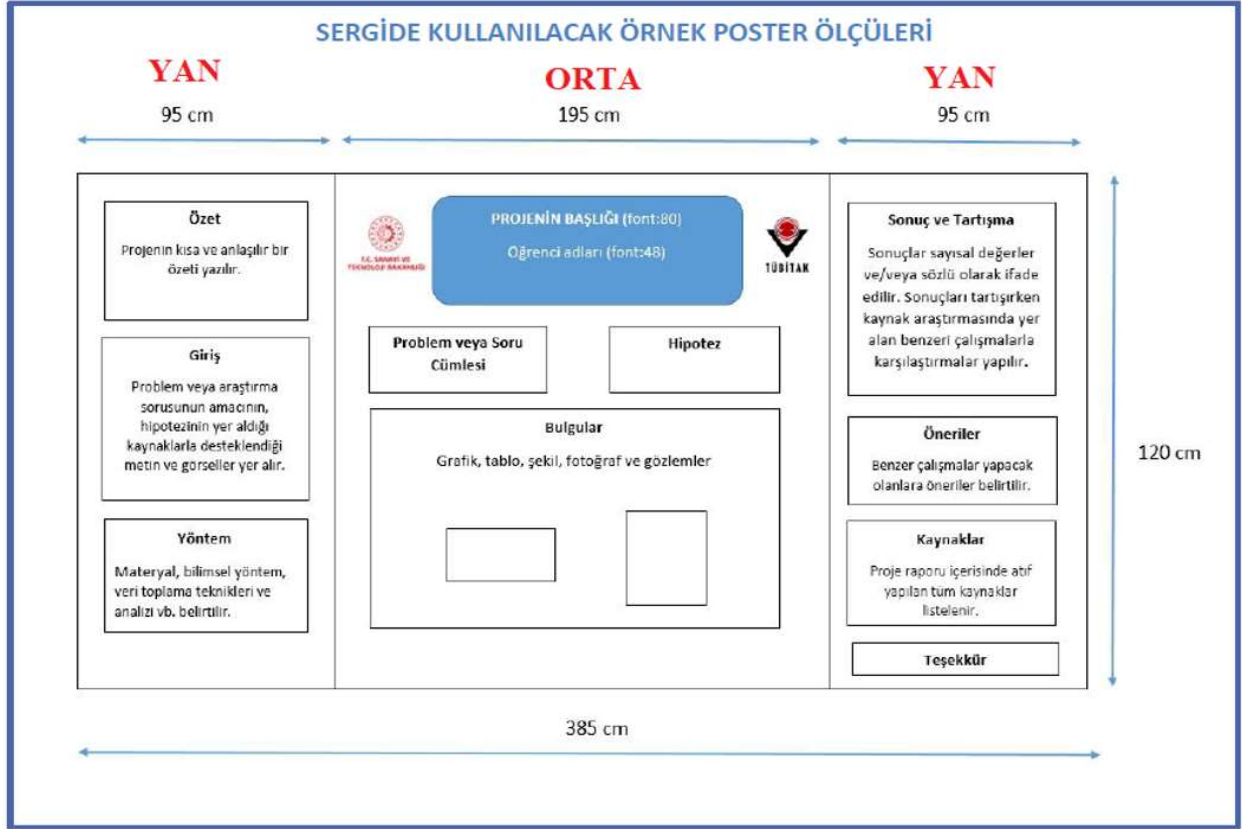 SERGİDE KULLANILACAK ÖRNEK POSTER ÖLÇÜLERİ
YAN
ORTA
YAN
95 cm
195 cm
95 cm
Özet
Projenin kısa ve anlaşılır bir
özeti yazılır.
Giriş
Problem veya araştırma
sorusunun amacının,
hipotezinin yer aldığı
kaynaklarla desteklendiği
metin ve görseller yer alır.
Yöntem
Materyal, bilimsel yöntem,
veri toplama teknikleri ve
analizi vb. belirtilir.
T.C. SANAYİ VE
TEKNOLOJİ BAKANLIĞI
PROJENİN BAŞLIĞI (font:80)
Öğrenci adları (font:48)
TÜBİTAK
Problem veya Soru
Cümlesi
Hipotez
Bulgular
Grafik, tablo, şekil, fotoğraf ve gözlemler
Sonuç ve Tartışma
Sonuçlar sayısal değerler
ve/veya sözlü olarak ifade
edilir. Sonuçları tartışırken
kaynak araştırmasında yer
alan benzeri çalışmalarla
karşılaştırmalar yapılır.
Öneriler
Benzer çalışmalar yapacak
olanlara öneriler belirtilir.
Kaynaklar
Proje raporu içerisinde atıf
yapılan tüm kaynaklar
listelenir.
Teşekkür
120 cm
385 cm